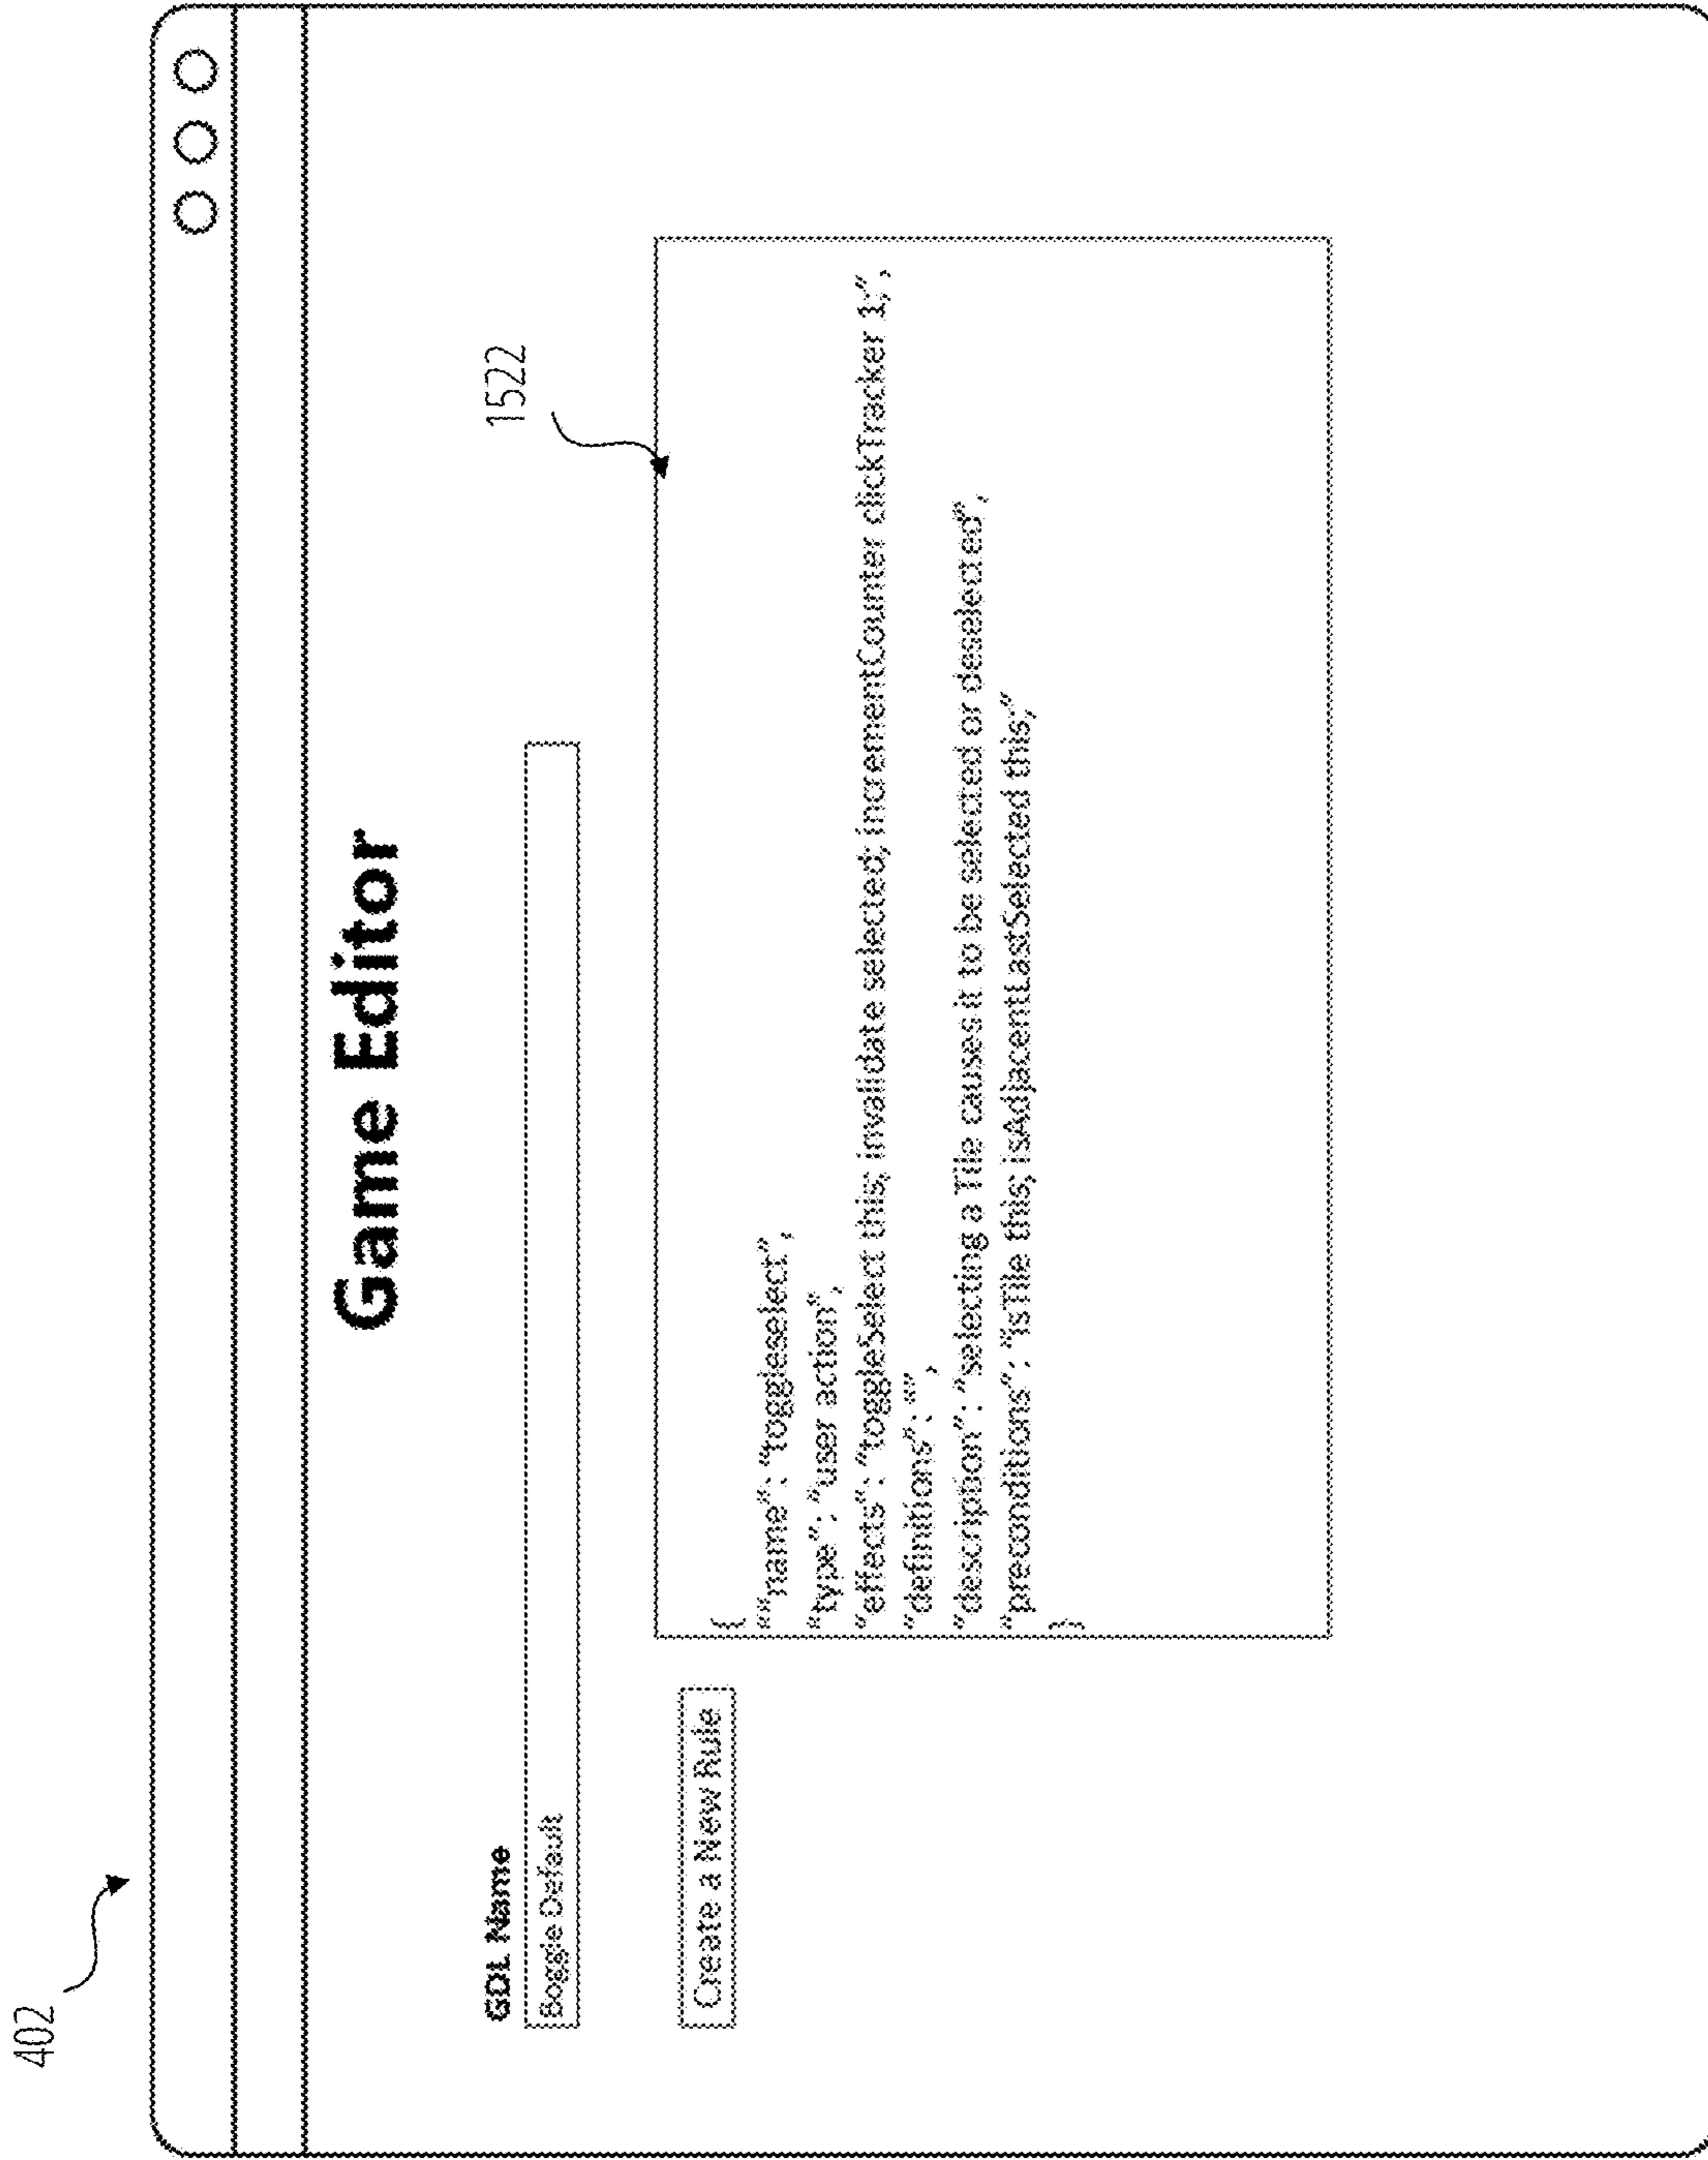 402
Game Editor
GDL Name
Boggle Default
1522
Create a New Rule
{
““name”: “toggleselect”,
“type”: “user action”,
“effects”: “toggleSelect this; invalidate selected; incrementCounter clickTracker 1;”,
“definitions”: “”,
“description”: “selecting a Tile causes it to be selected or deselected”,
“preconditions”: “isTile this; isAdjacentLastSelected this;”
}